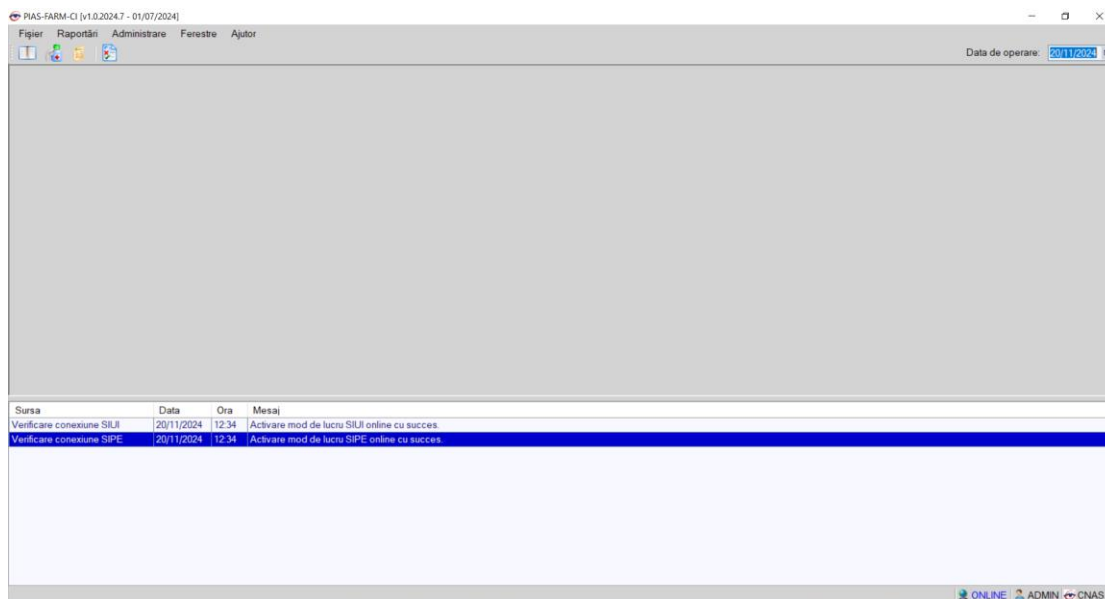 PIAS-FARM-CI [v1.0.2024.7 - 01/07/2024]
Fișier Raportări Administrare Ferestre Ajutor
Data de operare: 20/11/2024
Sursa Data Ora Mesaj
Verificare conexiune SIUI 20/11/2024 12:34 Activare mod de lucru SIUI online cu succes.
Verificare conexiune SIPE 20/11/2024 12:34 Activare mod de lucru SIPE online cu succes.
ONLINE ADMIN CNAS